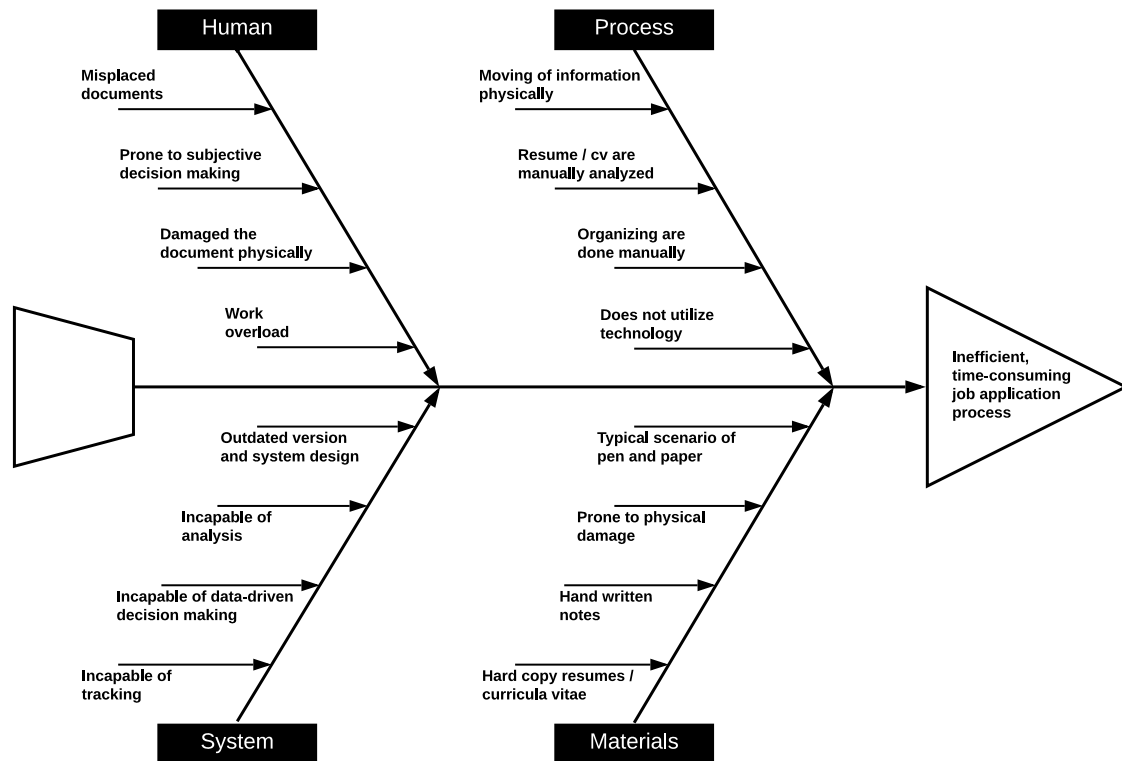 Human
Process
Misplaced
documents
Prone to subjective
decision making
Damaged the
document physically
Work
overload
Moving of information
physically
Resume / cv are
manually analyzed
Organizing are
done manually
Does not utilize
technology
Inefficient,
time-consuming
job application
process
Outdated version
and system design
Incapable of
analysis
Incapable of data-driven
decision making
Incapable of
tracking
Typical scenario of
pen and paper
Prone to physical
damage
Hand written
notes
Hard copy resumes /
curricula vitae
System
Materials